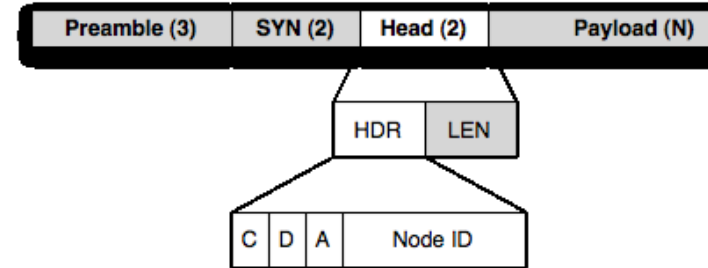 Preamble (3) SYN (2) Head (2) Payload (N)
HDR LEN
C D A Node ID